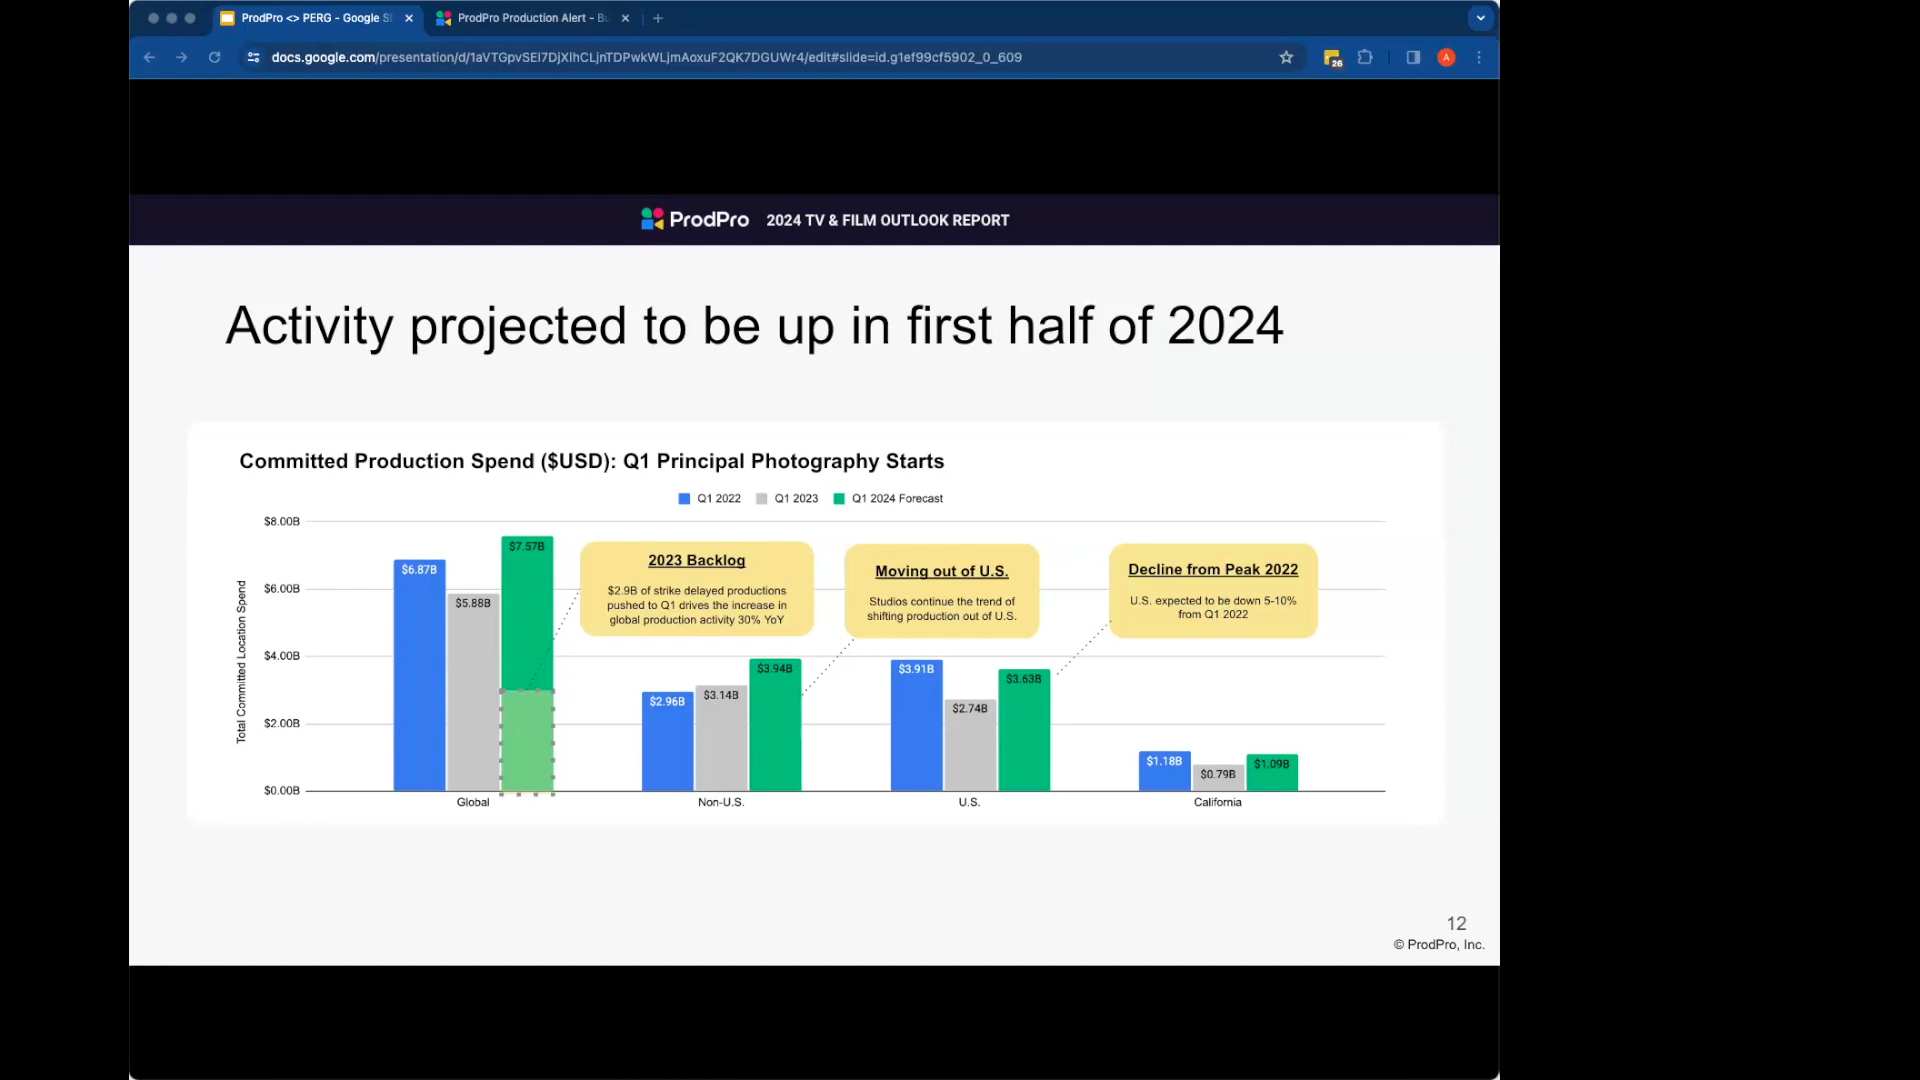 ProdPro <> PERG - Google Sl
ProdPro Production Alert - Bu
docs.google.com/presentation/d/1aVTGpvSEI7DjXIhCLjnTDPwkWLjmAoxuF2QK7DGUWr4/edit#slide=id.g1ef99cf5902_0_609
26
A
ProdPro 2024 TV & FILM OUTLOOK REPORT
Activity projected to be up in first half of 2024
Committed Production Spend ($USD): Q1 Principal Photography Starts
Q1 2022 Q1 2023 Q1 2024 Forecast
Total Committed Location Spend
$8.00B
$6.00B
$4.00B
$2.00B
$0.00B
$6.87B
$5.88B
$7.57B
Global
2023 Backlog
$2.9B of strike delayed productions
pushed to Q1 drives the increase in
global production activity 30% YoY
$2.96B
$3.14B
$3.94B
Non-U.S.
Moving out of U.S.
Studios continue the trend of
shifting production out of U.S.
$3.91B
$2.74B
$3.63B
U.S.
Decline from Peak 2022
U.S. expected to be down 5-10%
from Q1 2022
$1.18B
$0.79B
$1.09B
California
12
© ProdPro, Inc.